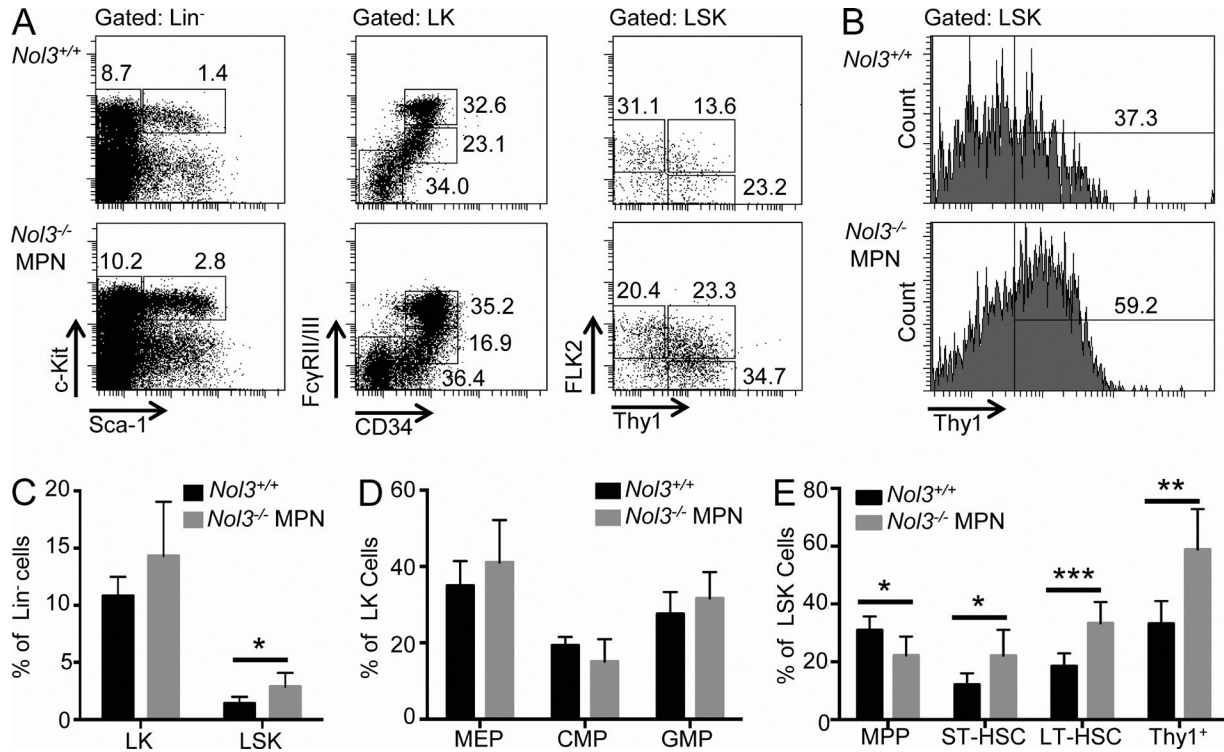 A
Gated: Lin-
Gated: LK
Gated: LSK
B
Gated: LSK
Nol3+/+
8.7
1.4
32.6
23.1
34.0
31.1
13.6
23.2
Count
37.3
Nol3-/-
MPN
10.2
2.8
35.2
16.9
36.4
20.4
23.3
34.7
Nol3-/-
MPN
Nol3+/+
Count
59.2
c-Kit
Sca-1
FcγRII/III
CD34
FLK2
Thy1
Thy1
C
% of Lin- Cells
20
15
10
5
0
Nol3+/+
Nol3-/- MPN
*
LK
LSK
D
% of LK Cells
60
40
20
0
Nol3+/+
Nol3-/- MPN
MEP
CMP
GMP
E
% of LSK Cells
80
60
40
20
0
Nol3+/+
Nol3-/- MPN
*
*
***
**
MPP
ST-HSC
LT-HSC
Thy1+